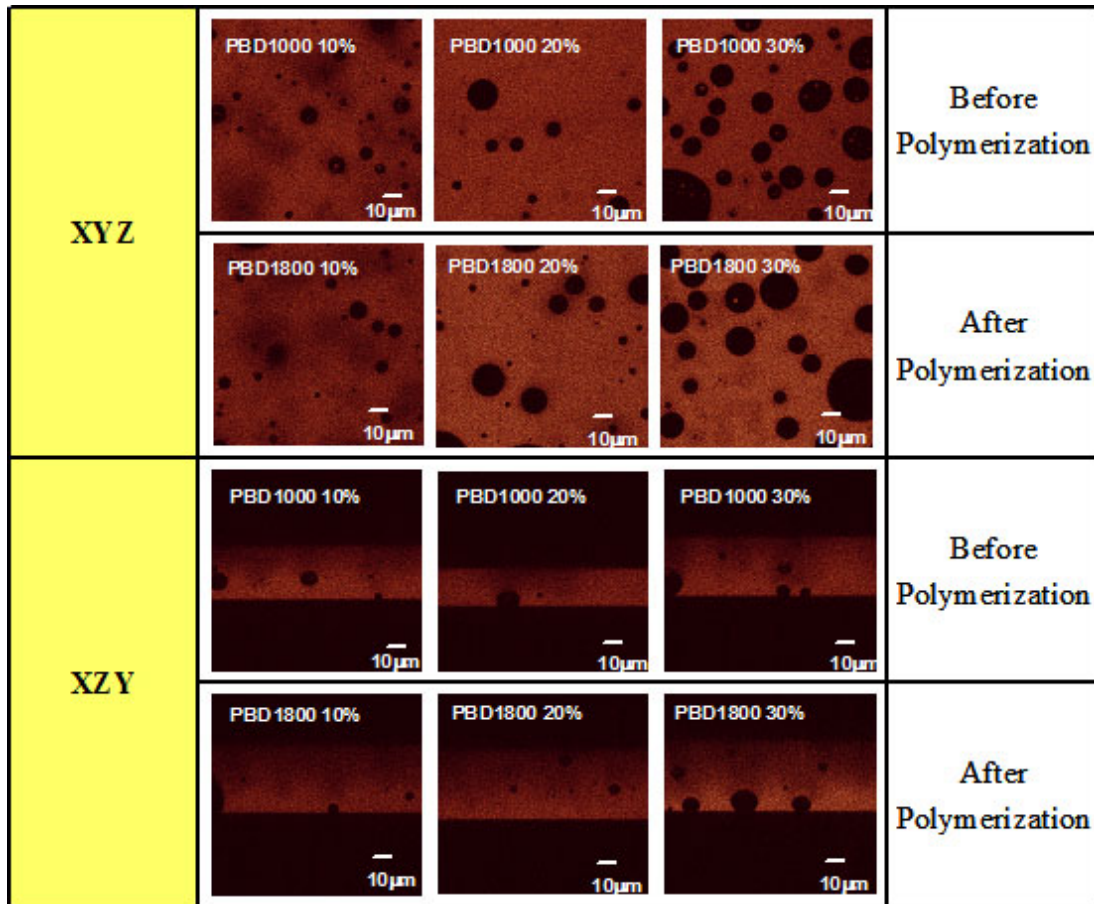 XYZ
PBD1000 10%
10µm
PBD1000 20%
10µm
PBD1000 30%
10µm
Before
Polymerization
PBD1800 10%
10µm
PBD1800 20%
10µm
PBD1800 30%
10µm
After
Polymerization
XZY
PBD1000 10%
10µm
PBD1000 20%
10µm
PBD1000 30%
10µm
Before
Polymerization
PBD1800 10%
10µm
PBD1800 20%
10µm
PBD1800 30%
10µm
After
Polymerization